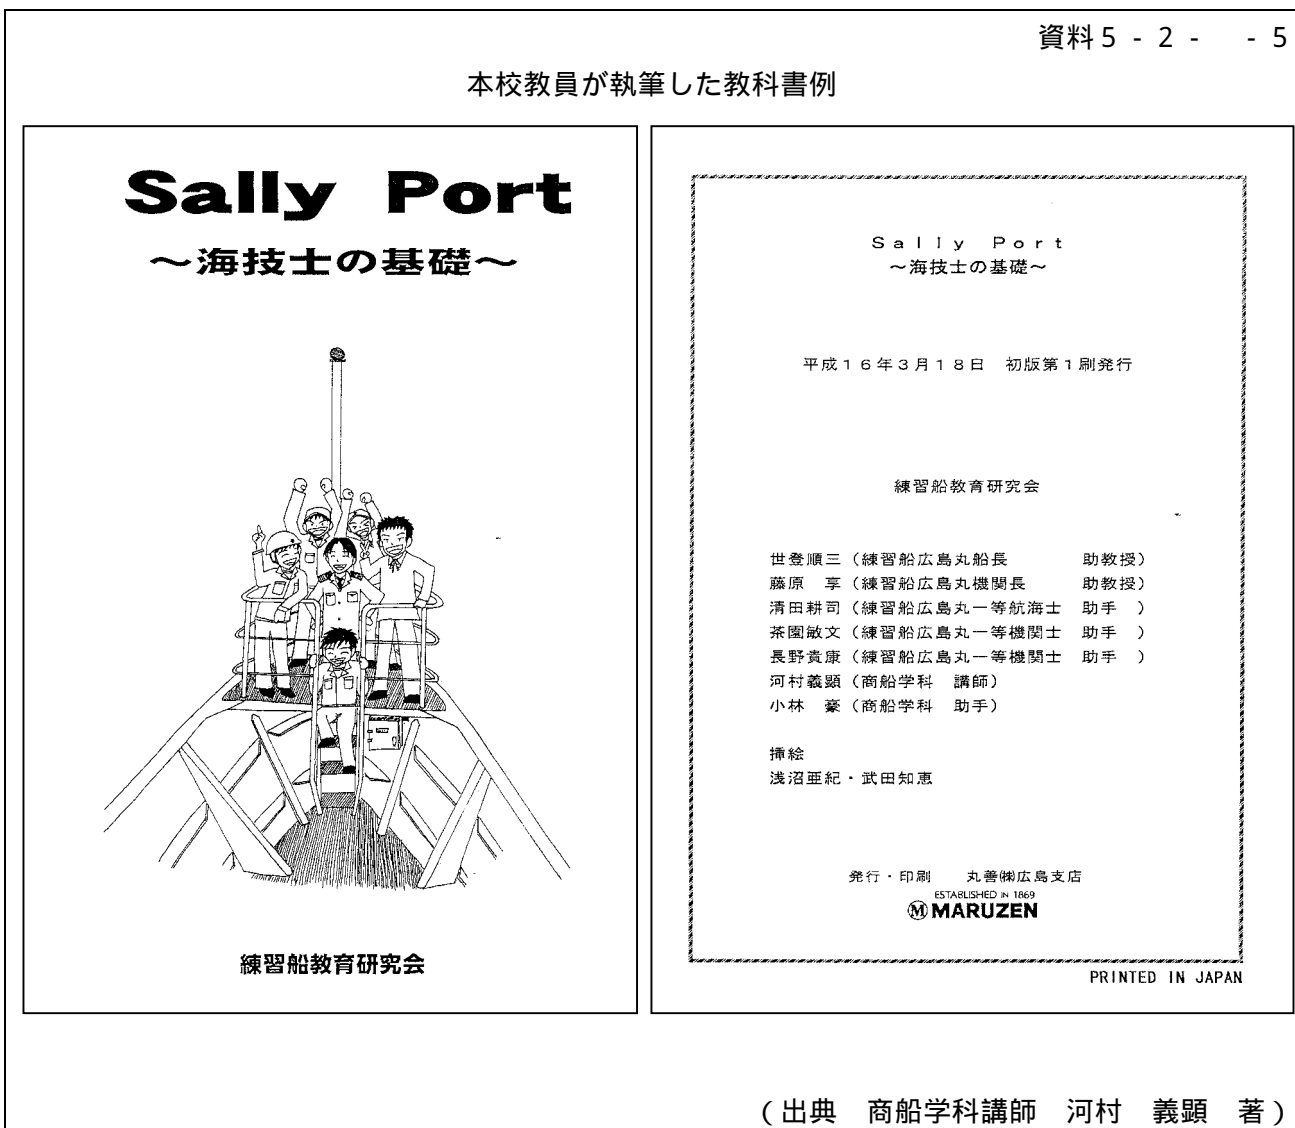 資料5-2- -5
本校教員が執筆した教科書例
Sally Port
～海技士の基礎～
練習船教育研究会
Sally Port
～海技士の基礎～
平成16年3月18日 初版第1刷発行
練習船教育研究会
世登順三（練習船広島丸船長 助教授）
藤原 享（練習船広島丸機関長 助教授）
清田耕司（練習船広島丸一等航海士 助手 ）
茶園敏文（練習船広島丸一等機関士 助手 ）
長野貴康（練習船広島丸一等機関士 助手 ）
河村義顕（商船学科 講師）
小林 豪（商船学科 助手）
挿絵
浅沼亜紀・武田知恵
発行・印刷 丸善㈱広島支店
ESTABLISHED IN 1869
Ⓜ MARUZEN
PRINTED IN JAPAN
（出典 商船学科講師 河村 義顕 著）